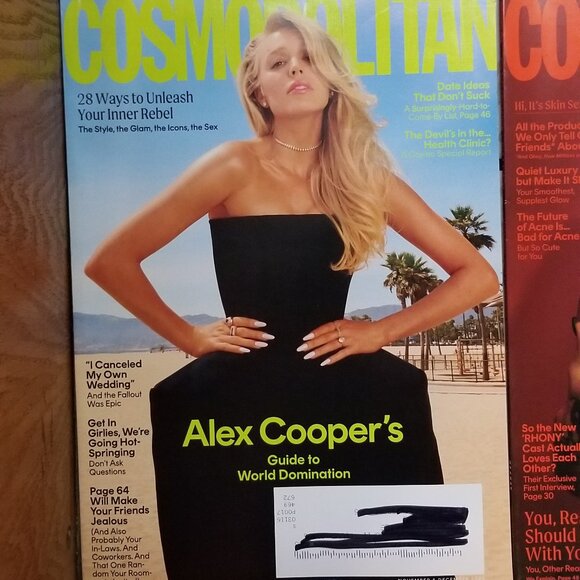 COSMOPOLITAN
28 Ways to Unleash
Your Inner Rebel
The Style, the Glam, the Icons, the Sex
Date Ideas
That Don't Suck
A Surprisingly-Hard-to-
Come-By List, Page 46
The Devil's in the...
Health Clinic?
A Cosmo Special Report
"I Canceled
My Own
Wedding"
And the Fallout
Was Epic
Get In
Girlies, We're
Going Hot-
Springing
Don't Ask
Questions
Page 64
Will Make
Your Friends
Jealous
(And Also
Probably Your
In-Laws. And
Coworkers. And
That One Ran-
dom Your Room-
Alex Cooper's
Guide to
World Domination
672
469
P0017
CO
Hi, It's Skin Se
All the Produ
We Only Tell
Friends* Abou
Quiet Luxury
but Make It S
Your Smoothest,
Supplest Glow
The Future
of Acne Is...
Bad for Acne
But So Cute
for You
So the New
'RHONY'
Cast Actuall
Loves Each
Other?
Their Exclusive
First Interview,
Page 30
You, Re
Should
With Yo
You, Other Rea